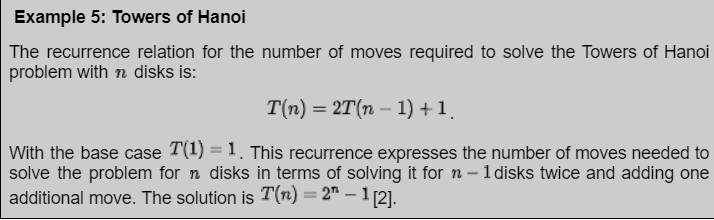 Example 5: Towers of Hanoi
The recurrence relation for the number of moves required to solve the Towers of Hanoi
problem with n disks is:
T(n) = 2T(n − 1) + 1.
With the base case T(1) = 1. This recurrence expresses the number of moves needed to
solve the problem for n disks in terms of solving it for n − 1disks twice and adding one
additional move. The solution is T(n) = 2ⁿ − 1[2].